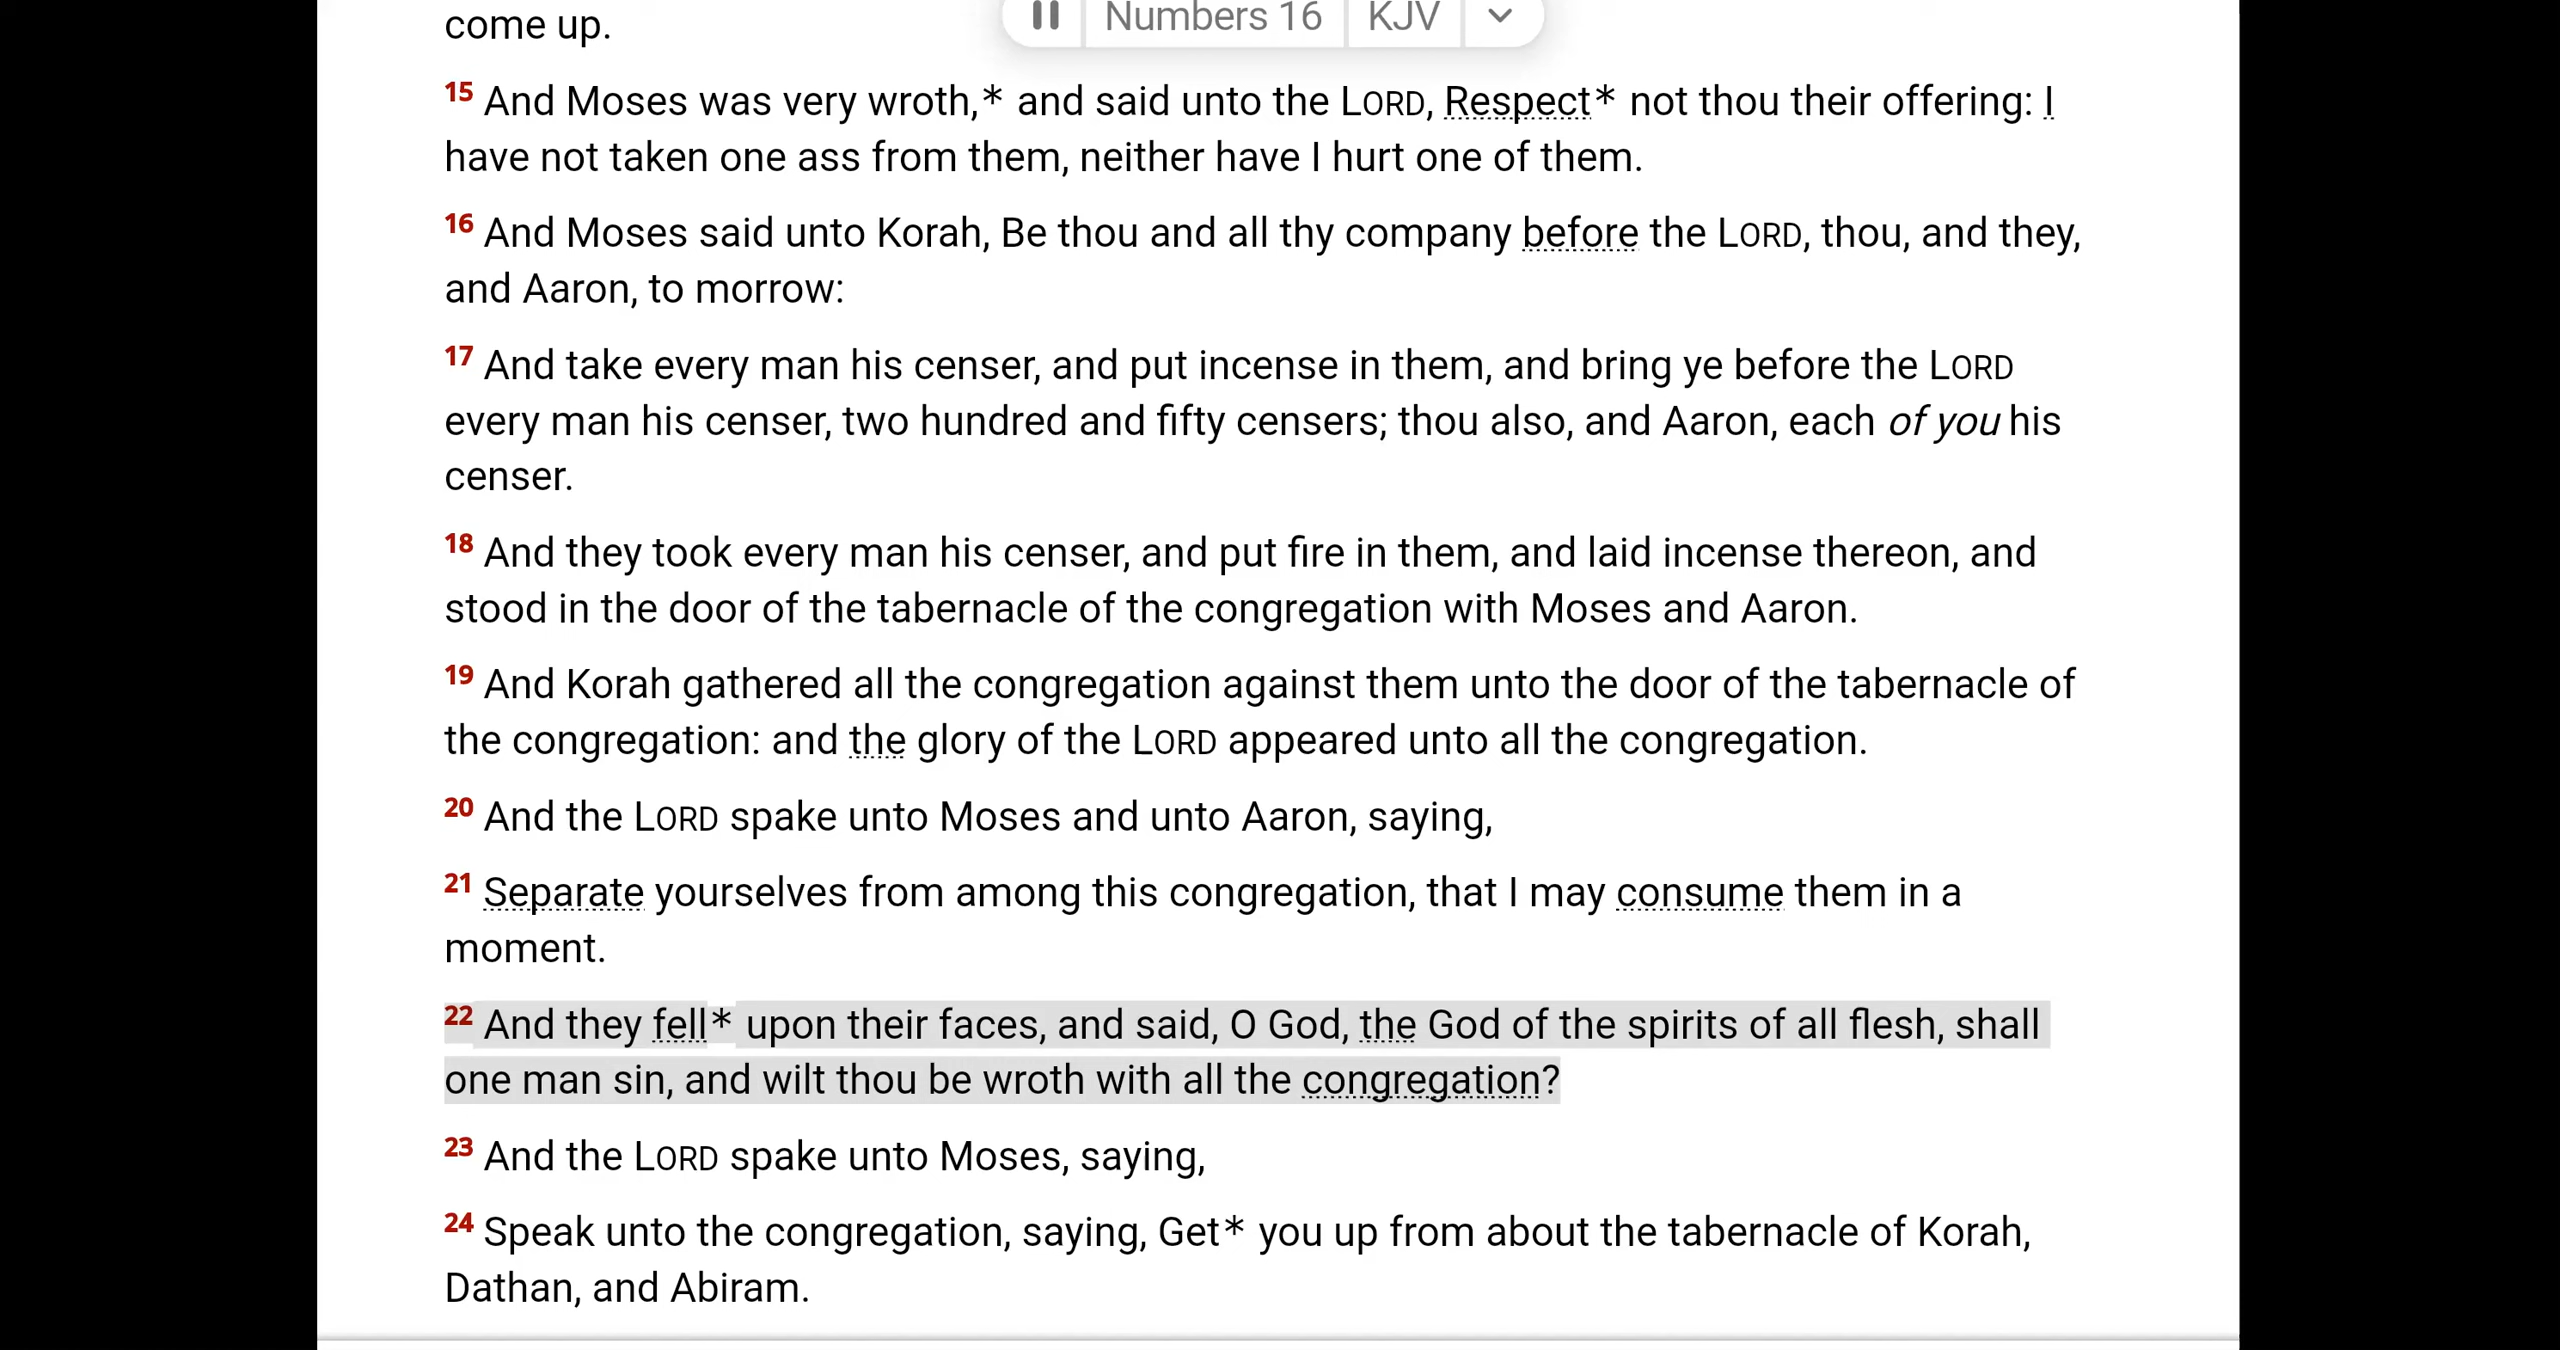 come up.
Numbers 16 KJV
15 And Moses was very wroth,* and said unto the LORD, Respect* not thou their offering: I
have not taken one ass from them, neither have I hurt one of them.
16 And Moses said unto Korah, Be thou and all thy company before the LORD, thou, and they,
and Aaron, to morrow:
17 And take every man his censer, and put incense in them, and bring ye before the LORD
every man his censer, two hundred and fifty censers; thou also, and Aaron, each of you his
censer.
18 And they took every man his censer, and put fire in them, and laid incense thereon, and
stood in the door of the tabernacle of the congregation with Moses and Aaron.
19 And Korah gathered all the congregation against them unto the door of the tabernacle of
the congregation: and the glory of the LORD appeared unto all the congregation.
20 And the LORD spake unto Moses and unto Aaron, saying,
21 Separate yourselves from among this congregation, that I may consume them in a
moment.
22 And they fell* upon their faces, and said, O God, the God of the spirits of all flesh, shall
one man sin, and wilt thou be wroth with all the congregation?
23 And the LORD spake unto Moses, saying,
24 Speak unto the congregation, saying, Get* you up from about the tabernacle of Korah,
Dathan, and Abiram.